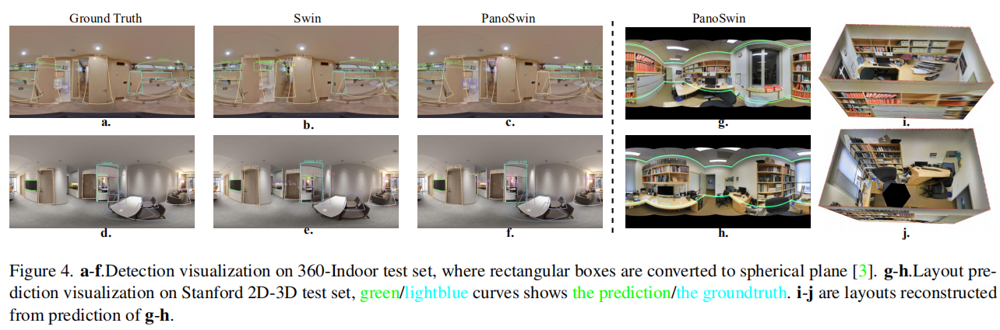 Ground Truth Swin PanoSwin PanoSwin
a. b. c. g. i.
d. e. f. h. j.
Figure 4. a-f.Detection visualization on 360-Indoor test set, where rectangular boxes are converted to spherical plane [3]. g-h.Layout pre-
diction visualization on Stanford 2D-3D test set, green/lightblue curves shows the prediction/the groundtruth. i-j are layouts reconstructed
from prediction of g-h.